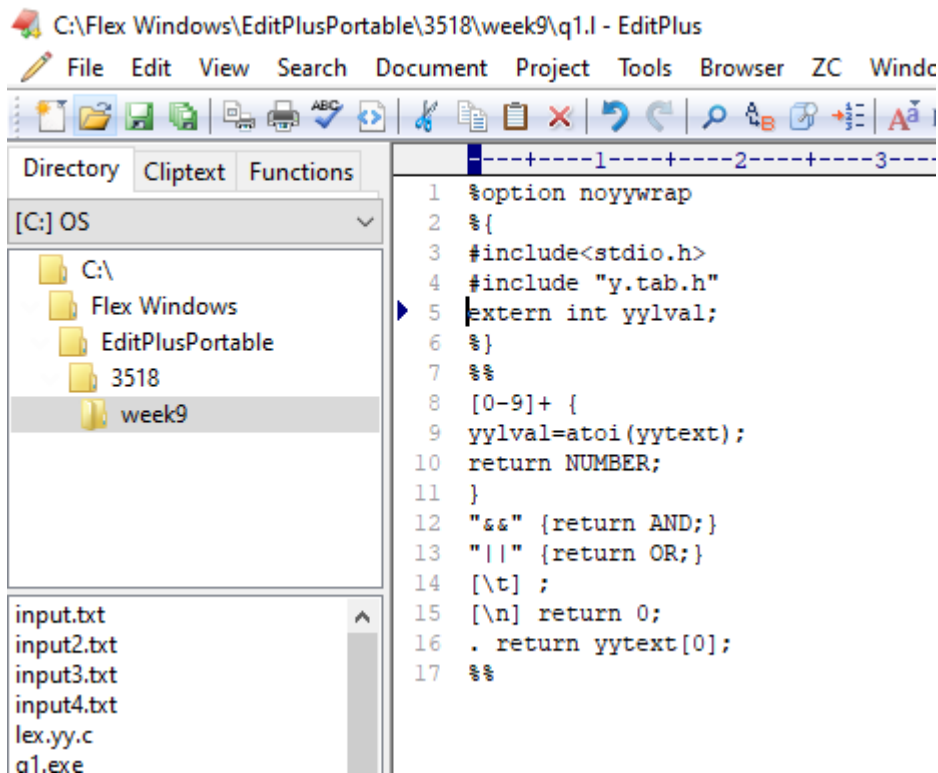 C:\Flex Windows\EditPlusPortable\3518\week9\q1.l - EditPlus
File Edit View Search Document Project Tools Browser ZC Windo
ABC
Directory Cliptext Functions
----+----1----+----2----+----3----
[C:] OS
C:\
Flex Windows
EditPlusPortable
3518
week9
input.txt
input2.txt
input3.txt
input4.txt
lex.yy.c
q1.exe
1 %option noyywrap
2 %{
3 #include<stdio.h>
4 #include "y.tab.h"
5 extern int yylval;
6 %}
7 %%
8 [0-9]+ {
9 yylval=atoi(yytext);
10 return NUMBER;
11 }
12 "&&" {return AND;}
13 "||" {return OR;}
14 [\t] ;
15 [\n] return 0;
16 . return yytext[0];
17 %%